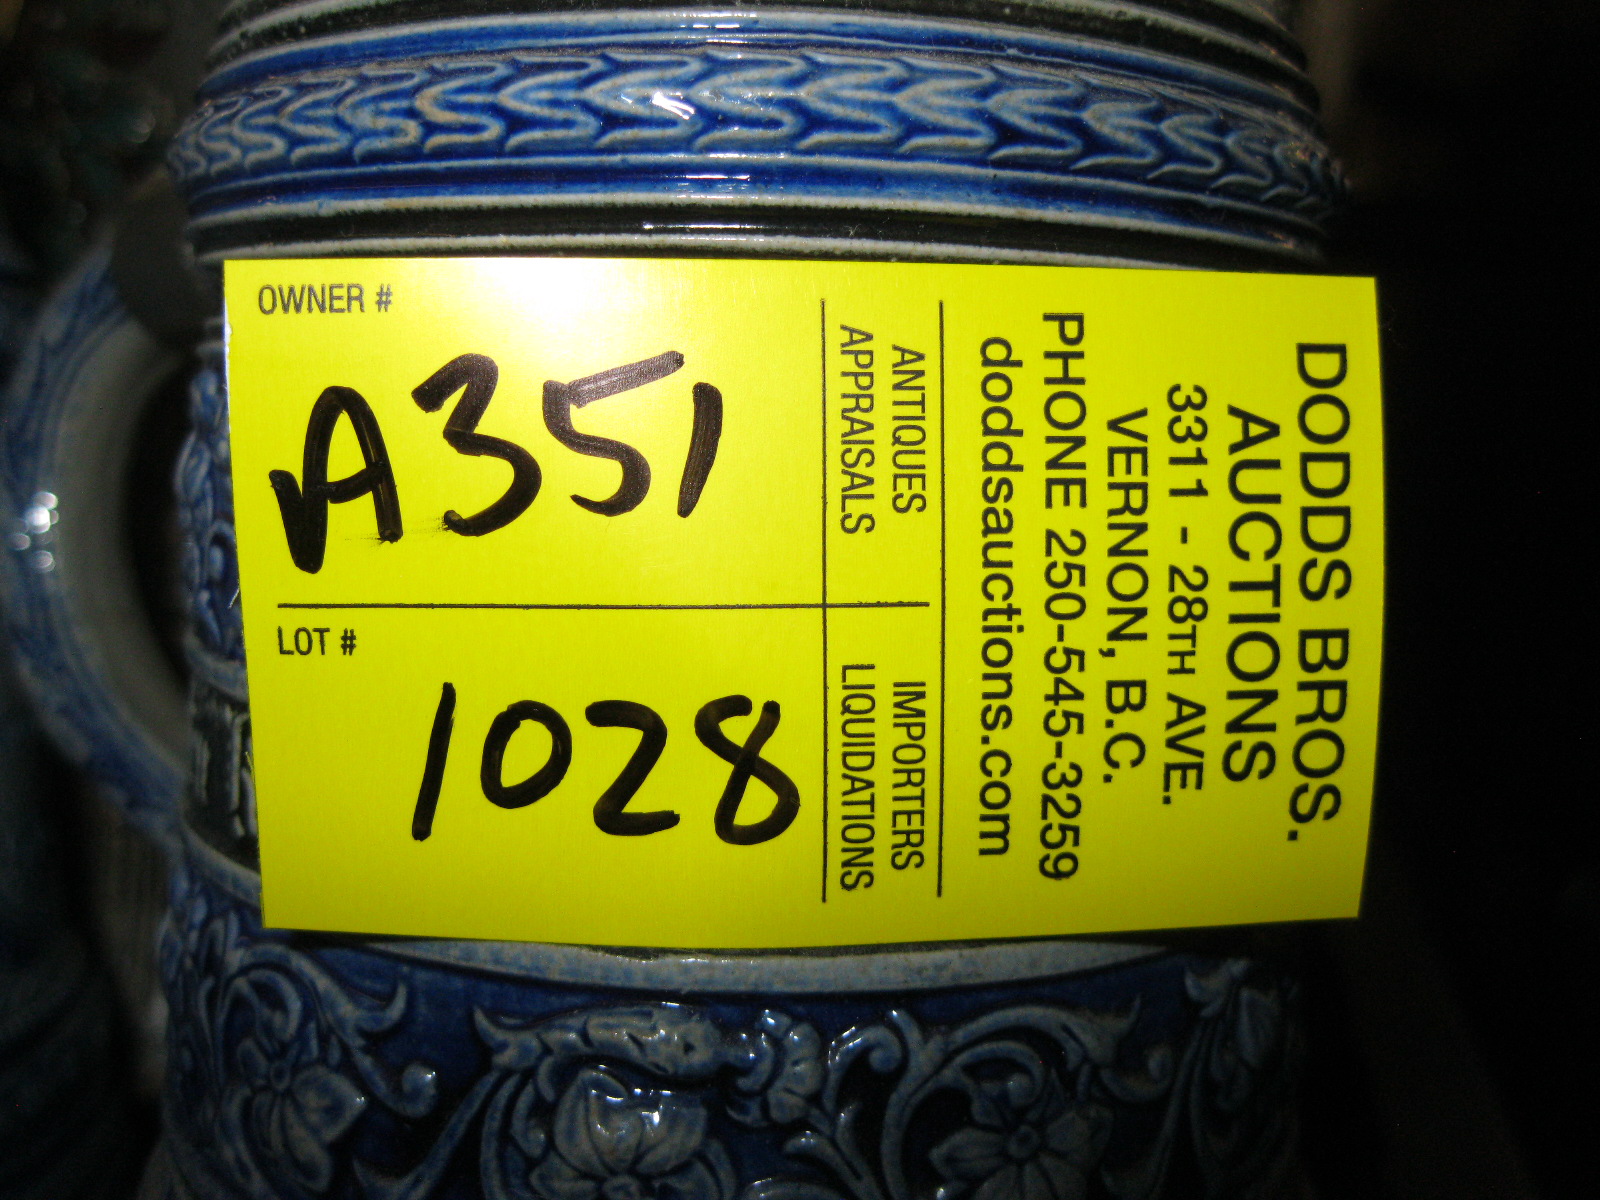 DODDS BROS.
AUCTIONS
3311 - 28TH AVE.
VERNON, B.C.
PHONE 250-545-3259
doddsauctions.com
ANTIQUES
APPRAISALS
IMPORTERS
LIQUIDATIONS
OWNER #
A351
LOT #
1028